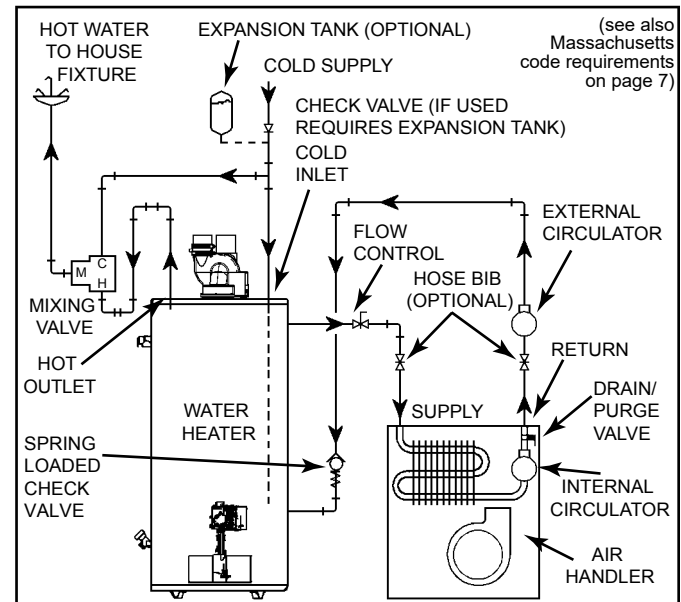 HOT WATER
TO HOUSE
FIXTURE
EXPANSION TANK (OPTIONAL)
COLD SUPPLY
(see also
Massachusetts
code requirements
on page 7)
CHECK VALVE (IF USED
REQUIRES EXPANSION TANK)
COLD
INLET
FLOW
CONTROL
EXTERNAL
CIRCULATOR
HOSE BIB
(OPTIONAL)
C
M
H
MIXING
VALVE
HOT
OUTLET
RETURN
DRAIN/
PURGE
VALVE
SUPPLY
WATER
HEATER
SPRING
LOADED
CHECK
VALVE
INTERNAL
CIRCULATOR
AIR
HANDLER